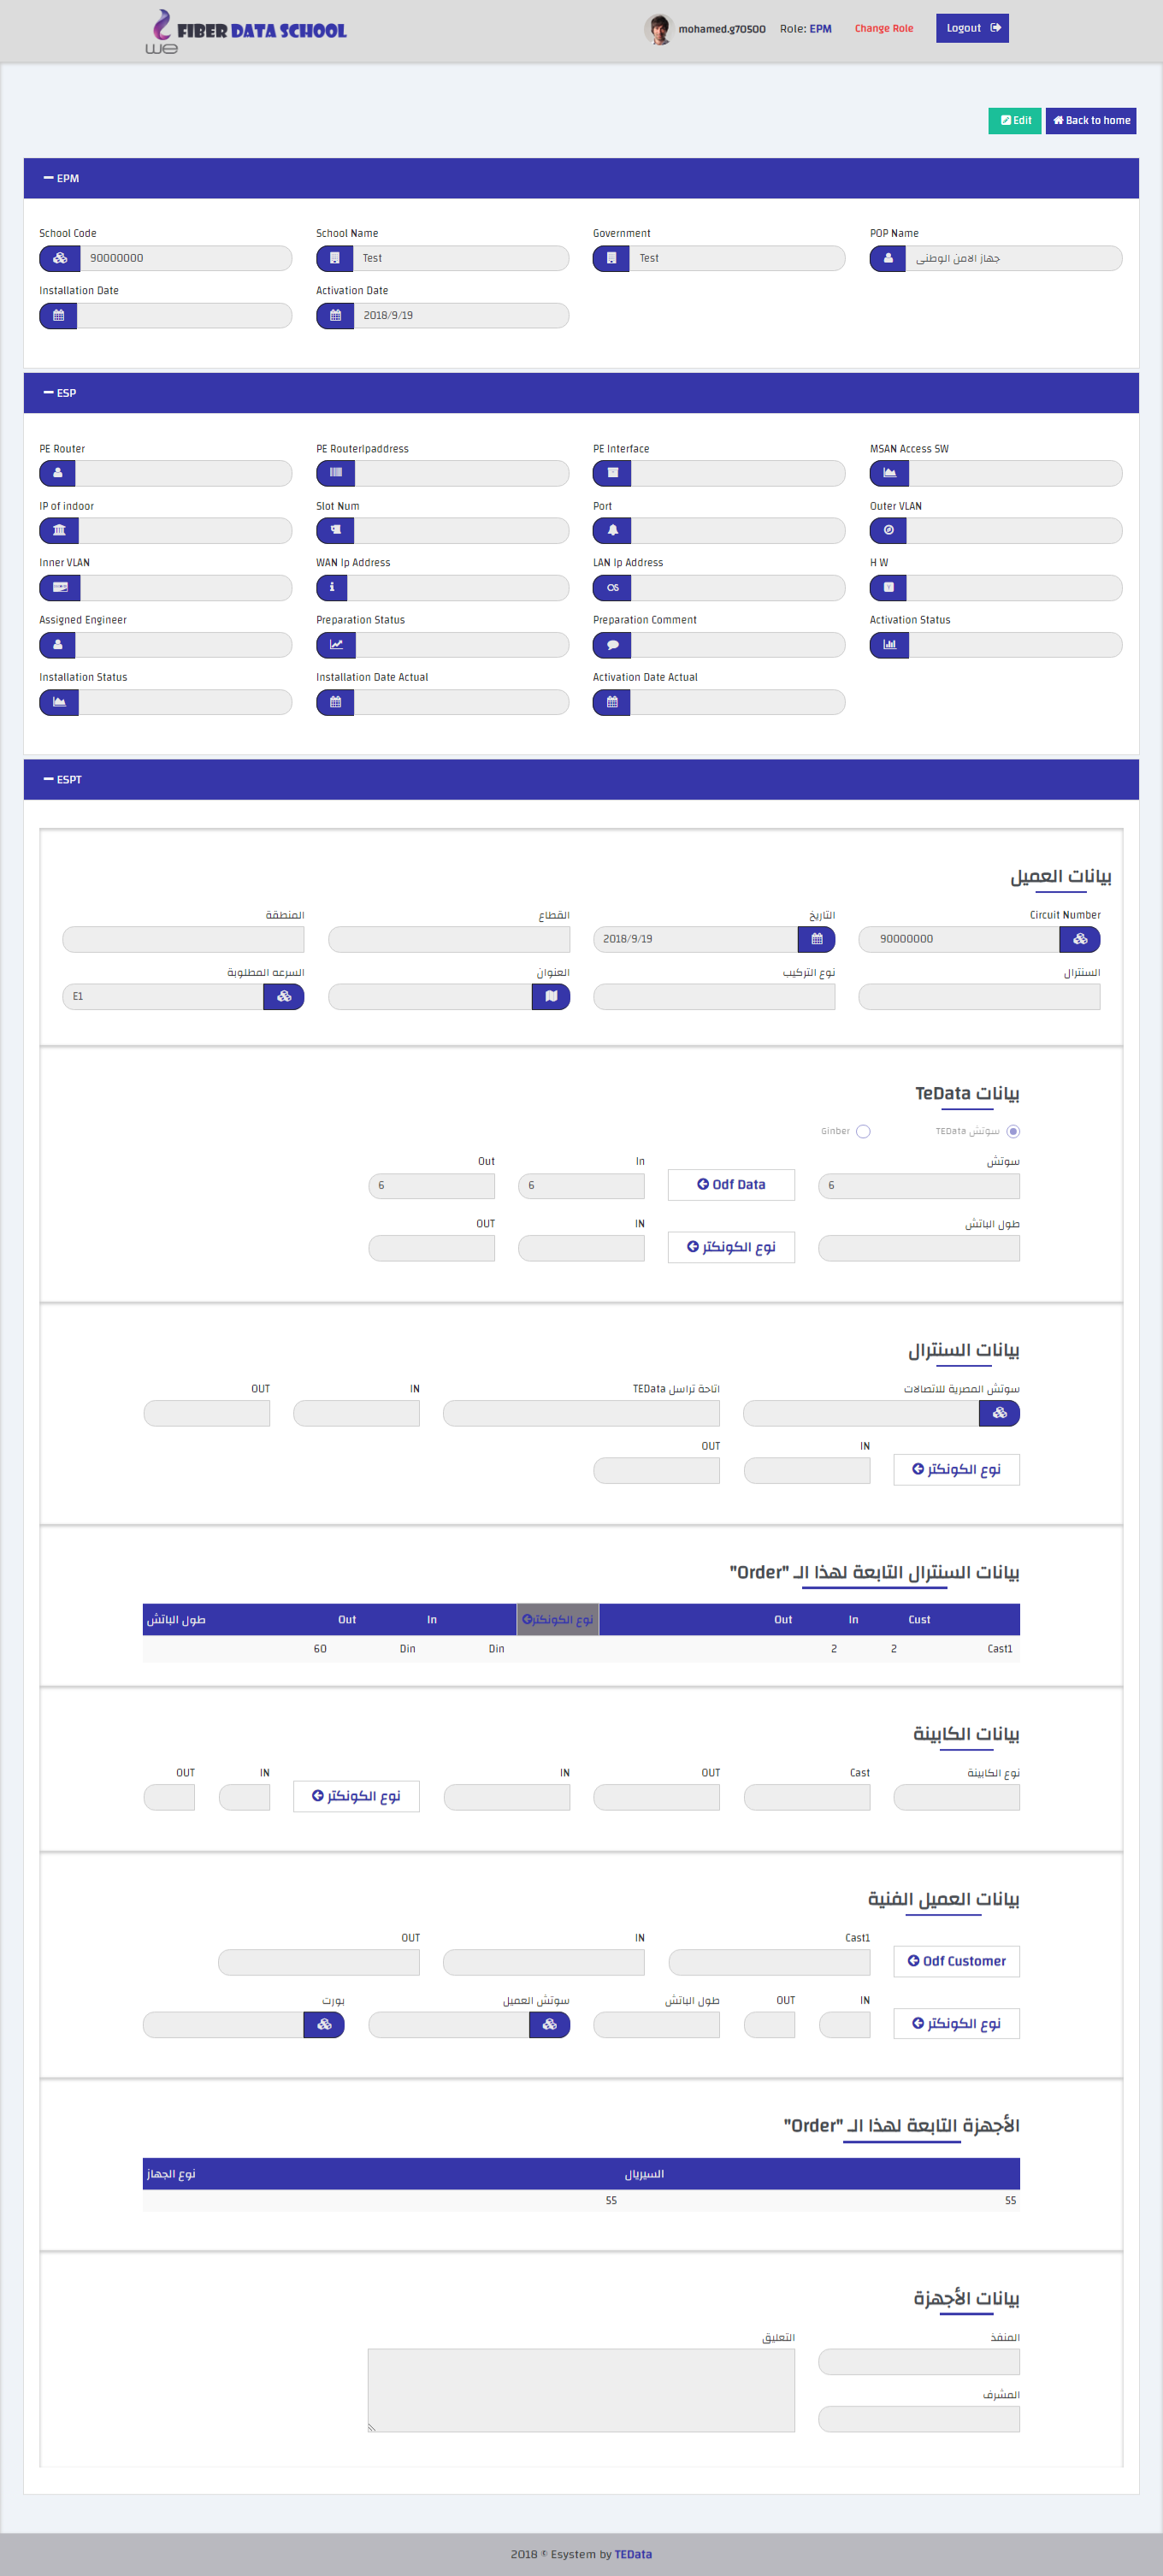 we FIBER DATA SCHOOL
mohamed.g70500 Role: EPM Change Role Logout
Edit Back to home
EPM
School Code School Name Government POP Name
90000000 Test Test جهاز الامن الوطنى
Installation Date Activation Date
2018/9/19
ESP
PE Router PE RouterIpaddress PE Interface MSAN Access SW
IP of indoor Slot Num Port Outer VLAN
Inner VLAN WAN Ip Address LAN Ip Address H W
Assigned Engineer Preparation Status Preparation Comment Activation Status
Installation Status Installation Date Actual Activation Date Actual
ESPT
بيانات العميل
Circuit Number التاريخ القطاع المنطقة
90000000 2018/9/19
السنترال نوع التركيب العنوان السرعه المطلوبة
E1
بيانات TeData
سوتش TEData Ginber
سوتش In Out
6 Odf Data 6 6
طول الباتش IN OUT
نوع الكونكتر
بيانات السنترال
سوتش المصرية للاتصالات اتاحة تراسل TEData IN OUT
IN OUT
نوع الكونكتر
بيانات السنترال التابعة لهذا الـ "Order"
Cust In Out نوع الكونكتر In Out طول الباتش
Cast1 2 2 Din Din 60
بيانات الكابينة
نوع الكابينة Cast OUT IN IN OUT
نوع الكونكتر
بيانات العميل الفنية
Cast1 IN OUT
Odf Customer
IN OUT طول الباتش سوتش العميل بورت
نوع الكونكتر
الأجهزة التابعة لهذا الـ "Order"
السيريال نوع الجهاز
55 55
بيانات الأجهزة
المنفذ التعليق
المشرف
2018 © Esystem by TEData